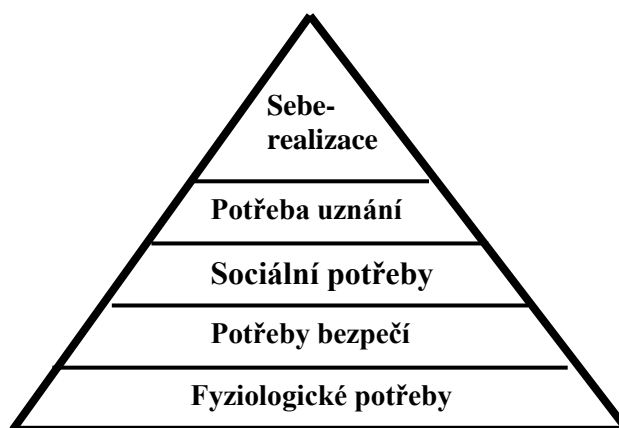 Sebe-
realizace
Potřeba uznání
Sociální potřeby
Potřeby bezpečí
Fyziologické potřeby